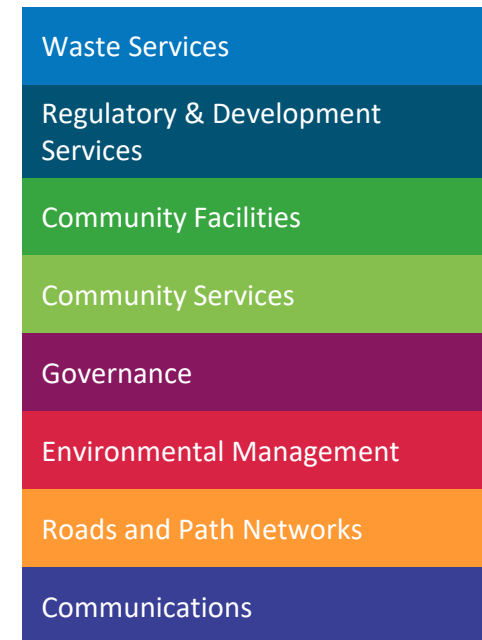 Waste Services
Regulatory & Development
Services
Community Facilities
Community Services
Governance
Environmental Management
Roads and Path Networks
Communications